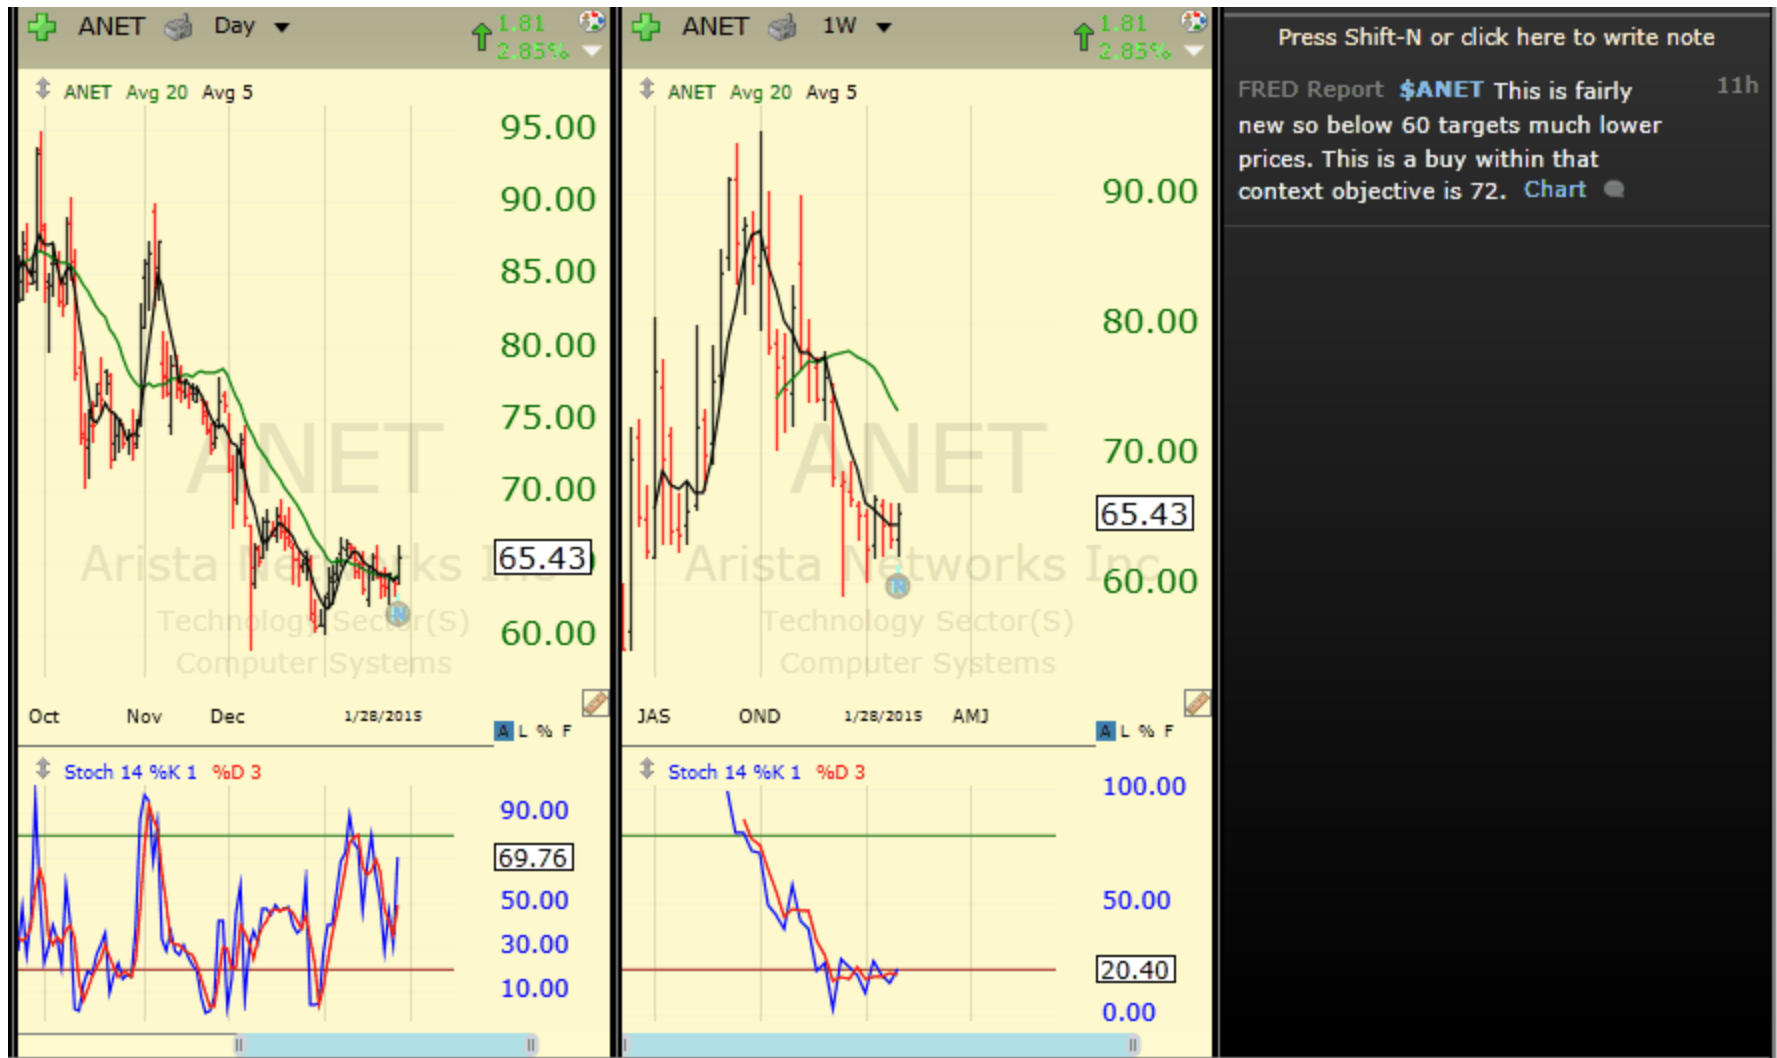 ANET Day 1.81
2.85%
ANET Avg 20 Avg 5
95.00
90.00
85.00
80.00
75.00
70.00
65.43
60.00
ANET
Arista Networks Inc
Technology Sector(S)
Computer Systems
Oct Nov Dec 1/28/2015
A L % F
Stoch 14 %K 1 %D 3
90.00
69.76
50.00
30.00
10.00
N
ANET 1W 1.81
2.85%
ANET Avg 20 Avg 5
90.00
80.00
70.00
65.43
60.00
ANET
Arista Networks Inc
Technology Sector(S)
Computer Systems
JAS OND 1/28/2015 AMJ
A L % F
Stoch 14 %K 1 %D 3
100.00
50.00
20.40
0.00
N
Press Shift-N or click here to write note
FRED Report $ANET This is fairly 11h
new so below 60 targets much lower
prices. This is a buy within that
context objective is 72. Chart